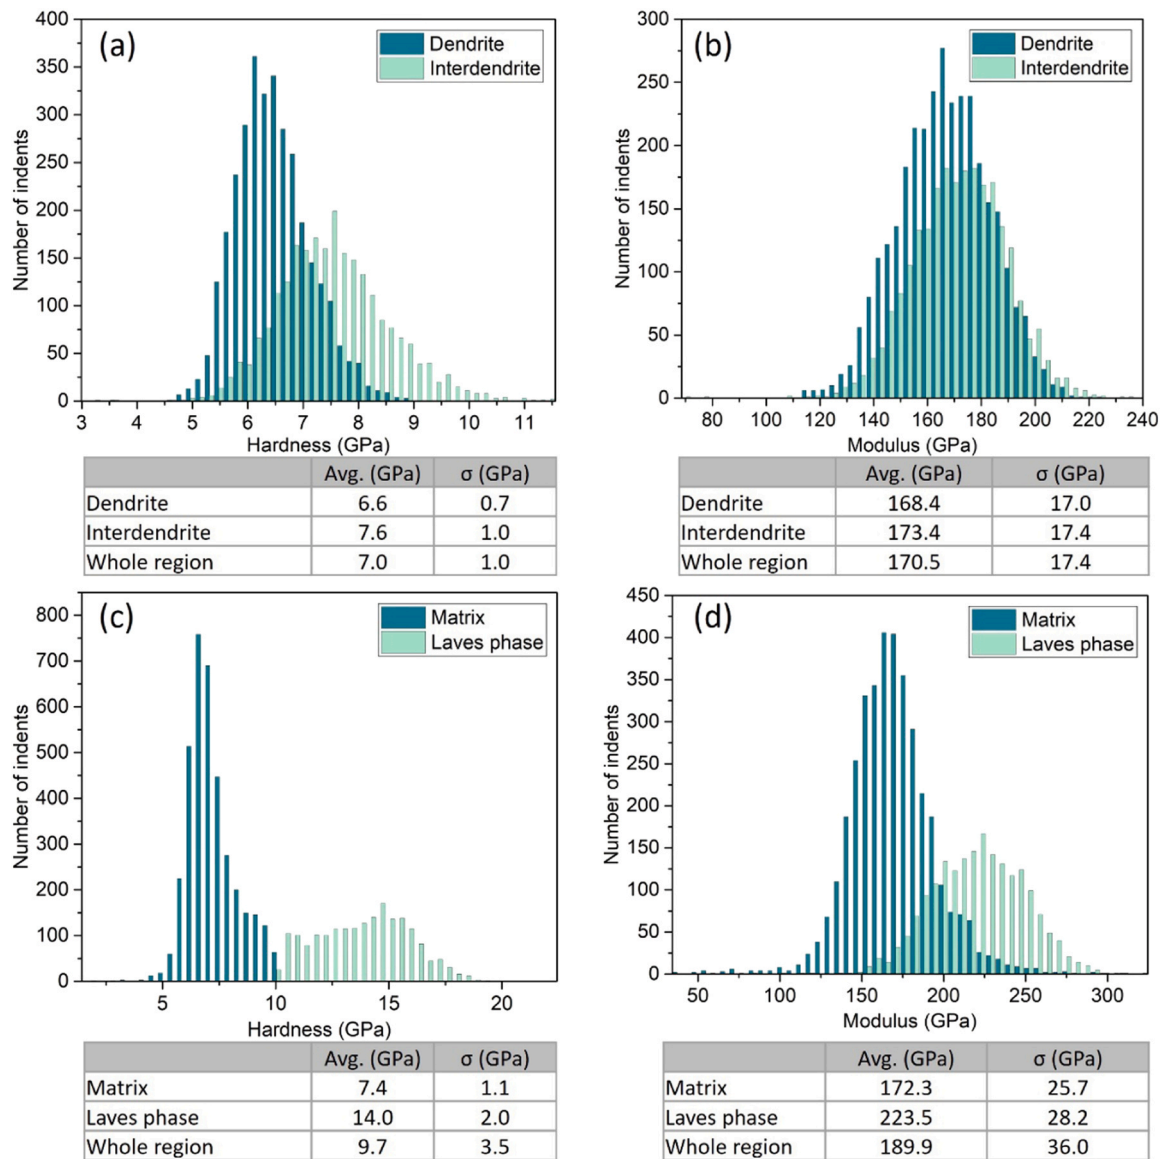 (a)
Dendrite
Interdendrite
400
350
300
250
200
150
100
50
0
Number of indents
3 4 5 6 7 8 9 10 11
Hardness (GPa)
Avg. (GPa) σ (GPa)
Dendrite 6.6 0.7
Interdendrite 7.6 1.0
Whole region 7.0 1.0
(b)
Dendrite
Interdendrite
300
250
200
150
100
50
0
Number of indents
80 100 120 140 160 180 200 220 240
Modulus (GPa)
Avg. (GPa) σ (GPa)
Dendrite 168.4 17.0
Interdendrite 173.4 17.4
Whole region 170.5 17.4
(c)
Matrix
Laves phase
800
700
600
500
400
300
200
100
0
Number of indents
5 10 15 20
Hardness (GPa)
Avg. (GPa) σ (GPa)
Matrix 7.4 1.1
Laves phase 14.0 2.0
Whole region 9.7 3.5
(d)
Matrix
Laves phase
450
400
350
300
250
200
150
100
50
0
Number of indents
50 100 150 200 250 300
Modulus (GPa)
Avg. (GPa) σ (GPa)
Matrix 172.3 25.7
Laves phase 223.5 28.2
Whole region 189.9 36.0